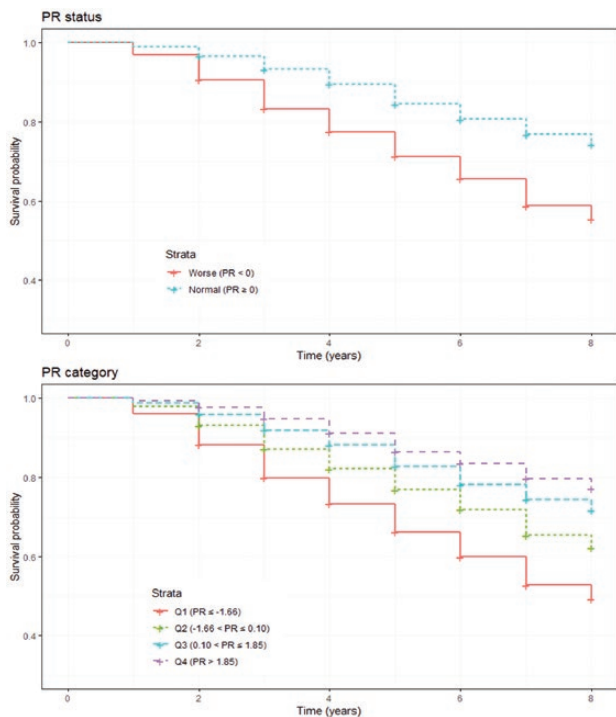 PR status
1.0
0.8
0.6
0.4
Survival probability
Strata
Worse (PR < 0)
Normal (PR ≥ 0)
0 2 4 6 8
Time (years)
PR category
1.0
0.8
0.6
0.4
Survival probability
Strata
Q1 (PR ≤ -1.66)
Q2 (-1.66 < PR ≤ 0.10)
Q3 (0.10 < PR ≤ 1.85)
Q4 (PR > 1.85)
0 2 4 6 8
Time (years)